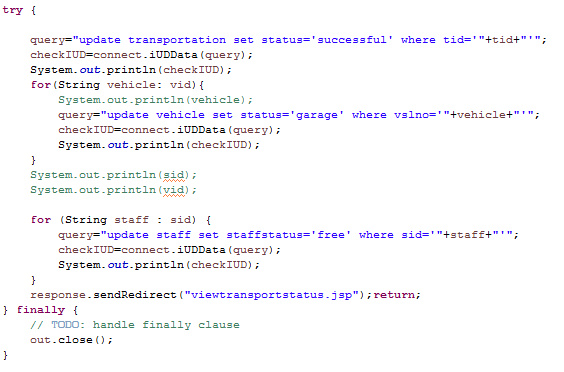 try {
query="update transportation set status='successful' where tid='"+tid+"'";
checkIUD=connect.iUDData(query);
System.out.println(checkIUD);
for(String vehicle: vid){
System.out.println(vehicle);
query="update vehicle set status='garage' where vslno='"+vehicle+"'";
checkIUD=connect.iUDData(query);
System.out.println(checkIUD);
}
System.out.println(sid);
System.out.println(vid);
for (String staff : sid) {
query="update staff set staffstatus='free' where sid='"+staff+"'";
checkIUD=connect.iUDData(query);
System.out.println(checkIUD);
}
response.sendRedirect("viewtransportstatus.jsp");return;
} finally {
// TODO: handle finally clause
out.close();
}